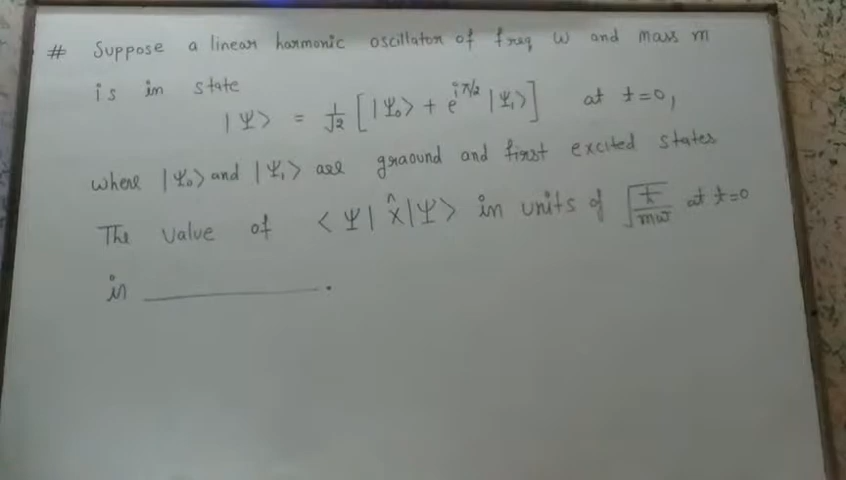 # Suppose a linear harmonic oscillator of freq ω and mass m
is in state
|Ψ> = 1/√2 [|Ψ₀> + e^{iπ/2} |Ψ₁>] at t=0,
where |Ψ₀> and |Ψ₁> are graound and first excited states
The value of <Ψ|x̂|Ψ> in units of √(ħ/mω) at t=0
is ________.